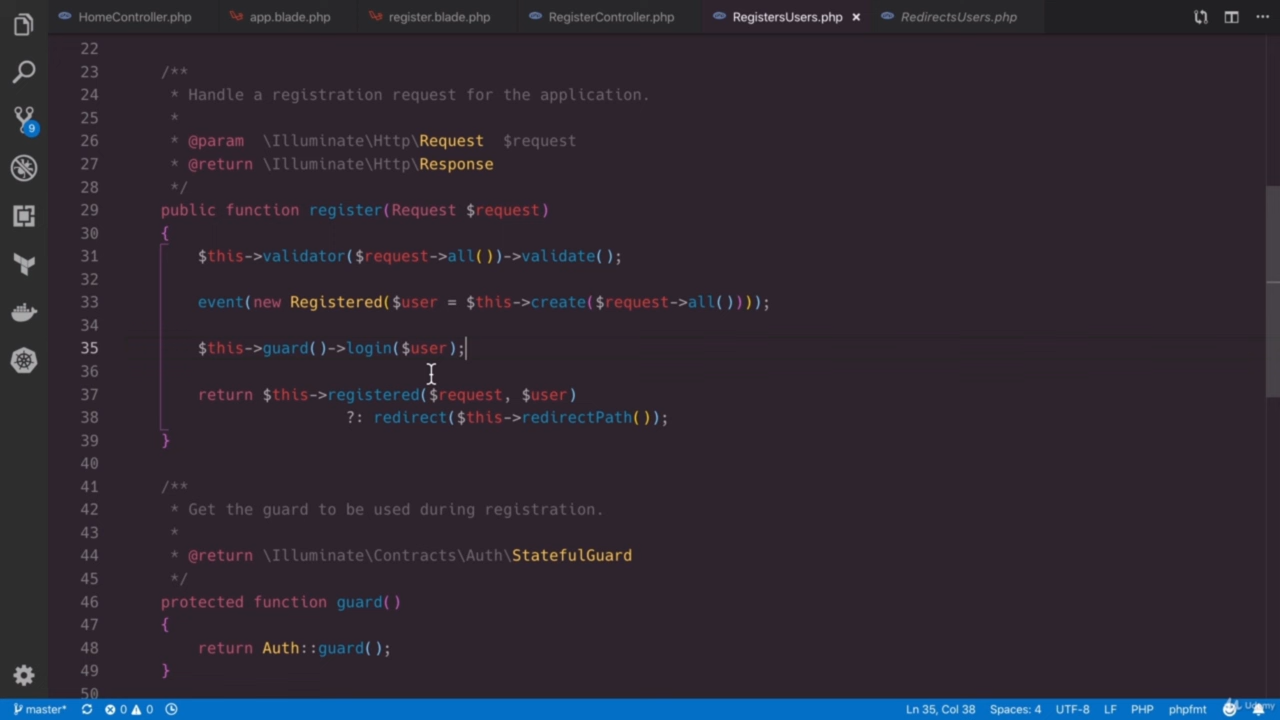 HomeController.php app.blade.php register.blade.php RegisterController.php RegistersUsers.php × RedirectsUsers.php
22
23 /**
24 * Handle a registration request for the application.
25 *
26 * @param \Illuminate\Http\Request $request
27 * @return \Illuminate\Http\Response
28 */
29 public function register(Request $request)
30 {
31 $this->validator($request->all())->validate();
32
33 event(new Registered($user = $this->create($request->all())));
34
35 $this->guard()->login($user);
36
37 return $this->registered($request, $user)
38 ?: redirect($this->redirectPath());
39 }
40
41 /**
42 * Get the guard to be used during registration.
43 *
44 * @return \Illuminate\Contracts\Auth\StatefulGuard
45 */
46 protected function guard()
47 {
48 return Auth::guard();
49 }
50
9
master* 0 0 Ln 35, Col 38 Spaces: 4 UTF-8 LF PHP phpfmt Udemy